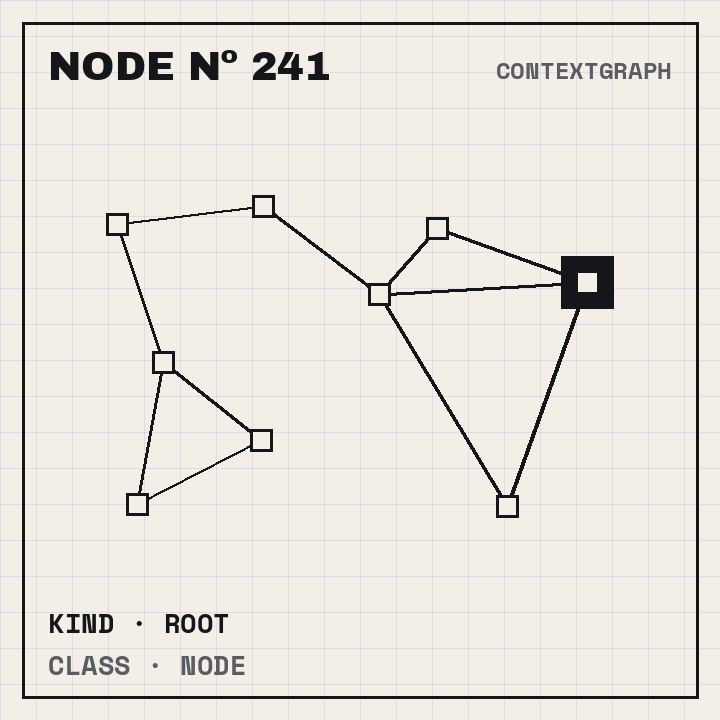 NODE Nº 241
CONTEXTGRAPH
KIND · ROOT
CLASS · NODE